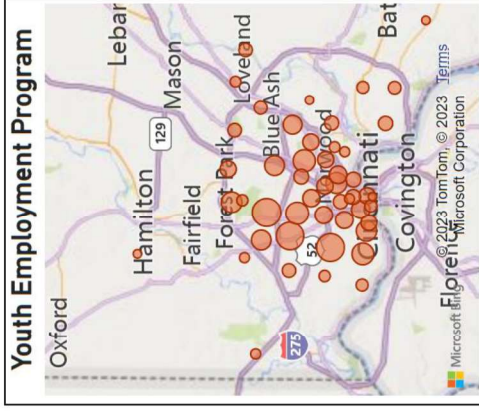 Youth Employment Program
Oxford
Lebar
Hamilton
129
Mason
Fairfield
Forest Park
Loveland
Blue Ash
52
275
Bat
Covington
Florence
Microsoft Bing
© 2023 TomTom, © 2023 Microsoft Corporation
Terms